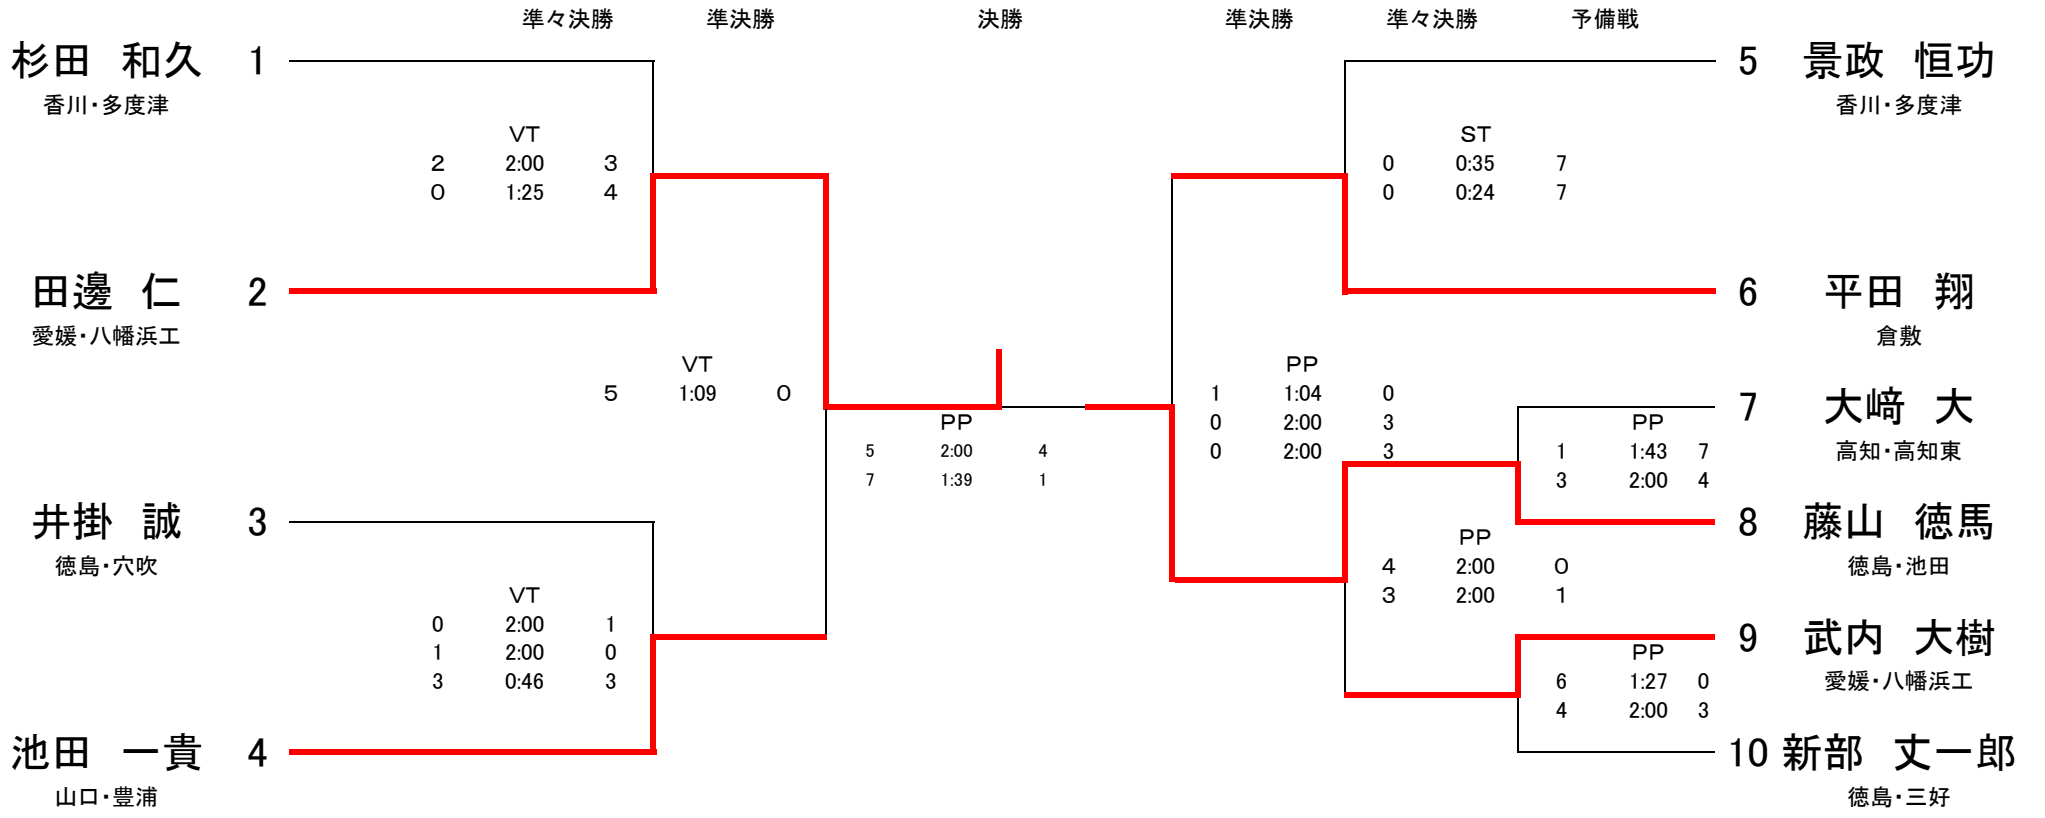 準々決勝 準決勝 決勝 準決勝 準々決勝 予備戦
杉田 和久 1
香川・多度津
5 景政 恒功
香川・多度津
VT
2 2:00 3
0 1:25 4
ST
0 0:35 7
0 0:24 7
田邊 仁 2
愛媛・八幡浜工
6 平田 翔
倉敷
VT
5 1:09 0
PP
1 1:04 0
0 2:00 3
0 2:00 3
PP
5 2:00 4
7 1:39 1
7 大﨑 大
高知・高知東
PP
1 1:43 7
3 2:00 4
井掛 誠 3
徳島・穴吹
8 藤山 徳馬
徳島・池田
PP
4 2:00 0
3 2:00 1
VT
0 2:00 1
1 2:00 0
3 0:46 3
9 武内 大樹
愛媛・八幡浜工
PP
6 1:27 0
4 2:00 3
池田 一貴 4
山口・豊浦
10 新部 丈一郎
徳島・三好